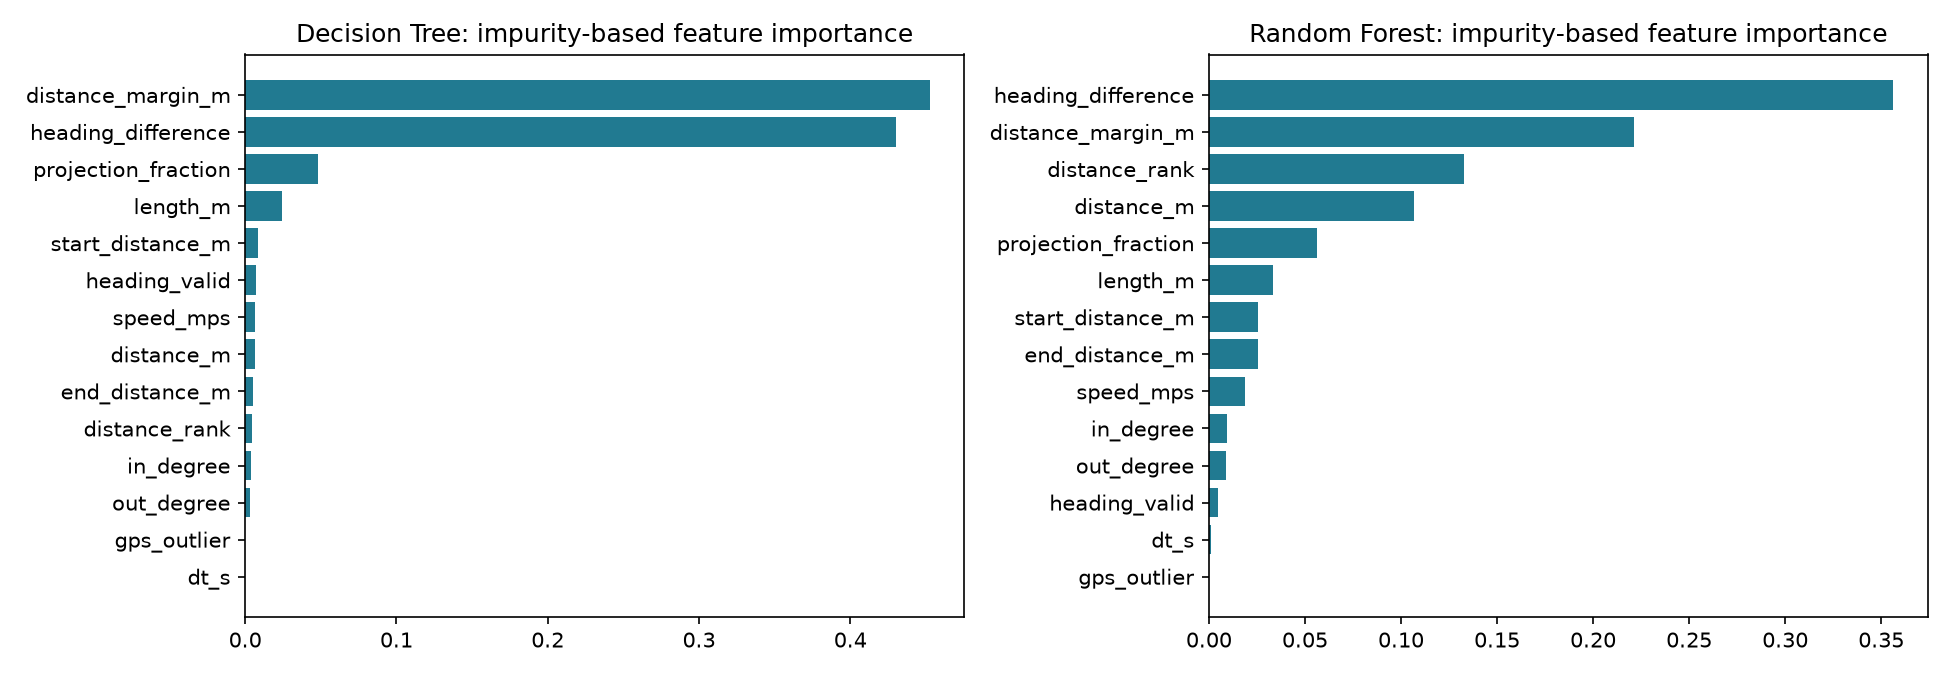 Decision Tree: impurity-based feature importance
distance_margin_m
heading_difference
projection_fraction
length_m
start_distance_m
heading_valid
speed_mps
distance_m
end_distance_m
distance_rank
in_degree
out_degree
gps_outlier
dt_s
0.0 0.1 0.2 0.3 0.4
Random Forest: impurity-based feature importance
heading_difference
distance_margin_m
distance_rank
distance_m
projection_fraction
length_m
start_distance_m
end_distance_m
speed_mps
in_degree
out_degree
heading_valid
dt_s
gps_outlier
0.00 0.05 0.10 0.15 0.20 0.25 0.30 0.35